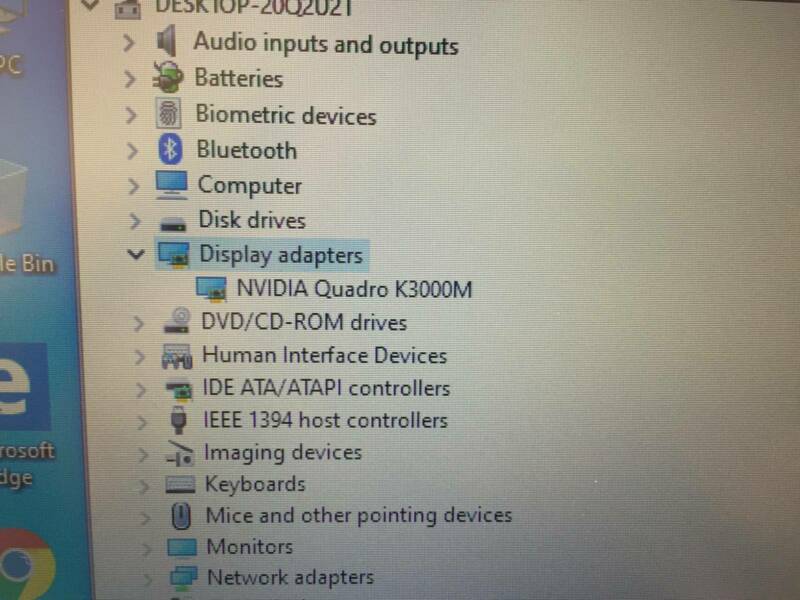 DESKTOP-20Q2021
Audio inputs and outputs
PC
Batteries
Biometric devices
Bluetooth
Computer
Disk drives
Display adapters
le Bin
NVIDIA Quadro K3000M
DVD/CD-ROM drives
Human Interface Devices
IDE ATA/ATAPI controllers
IEEE 1394 host controllers
rosoft
dge
Imaging devices
Keyboards
Mice and other pointing devices
Monitors
Network adapters